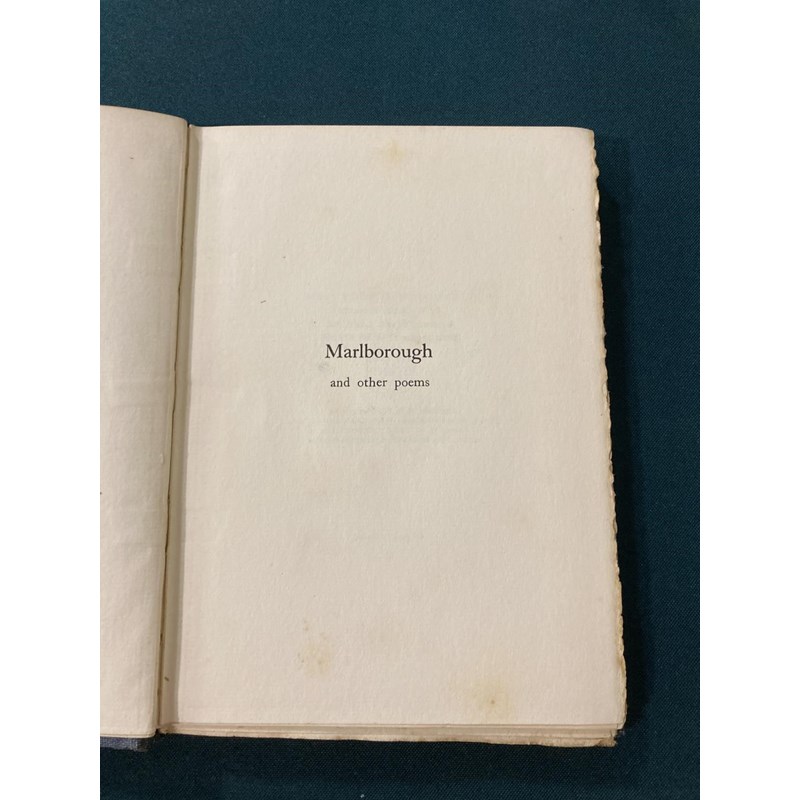 Marlborough
and other poems